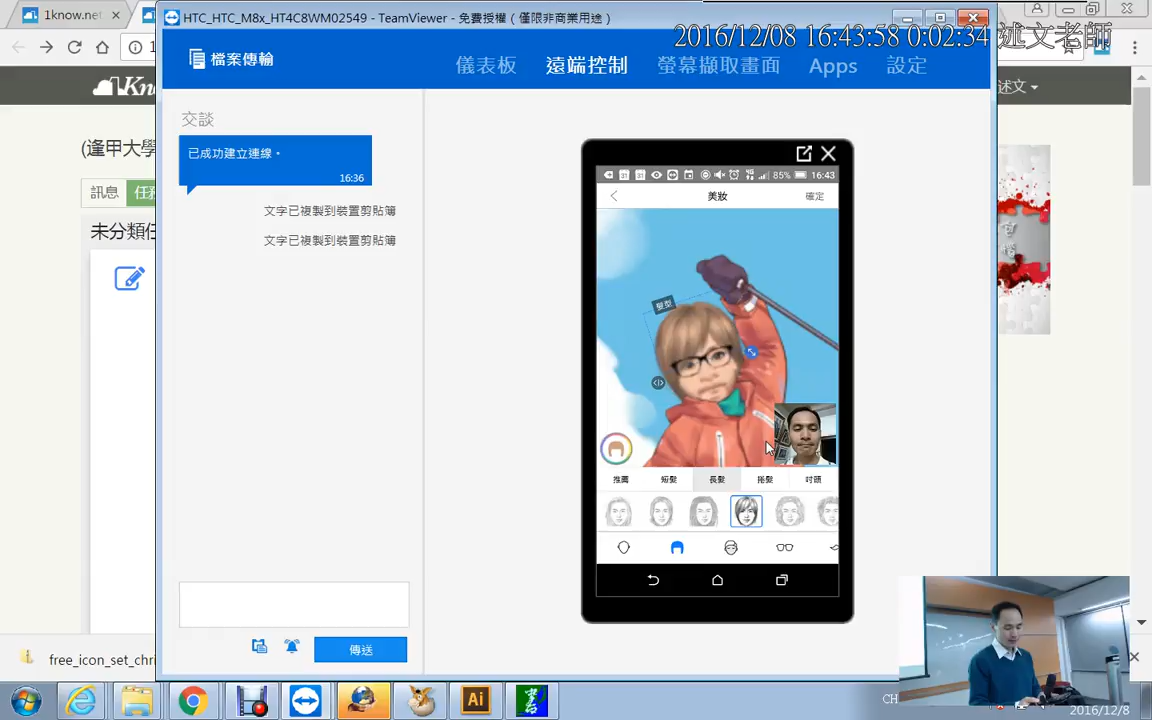 1know.ne
HTC_HTC_M8x_HT4C8WM02549 - TeamViewer - 免費授權（僅限非商業用途）
2016/12/08 16:43:58 0:02:34 述文老師
檔案傳輸
儀表板 遠端控制 螢幕擷取畫面 Apps 設定
Kn
述文
交談
(逢甲大學
已成功建立連線。
16:36
訊息
文字已複製到裝置剪貼簿
未分類任
文字已複製到裝置剪貼簿
85% 16:43
美妝 確定
髮型
推薦 短髮 長髮 捲髮 吋頭
傳送
free_icon_set_chri
Ai
CH
2016/12/8